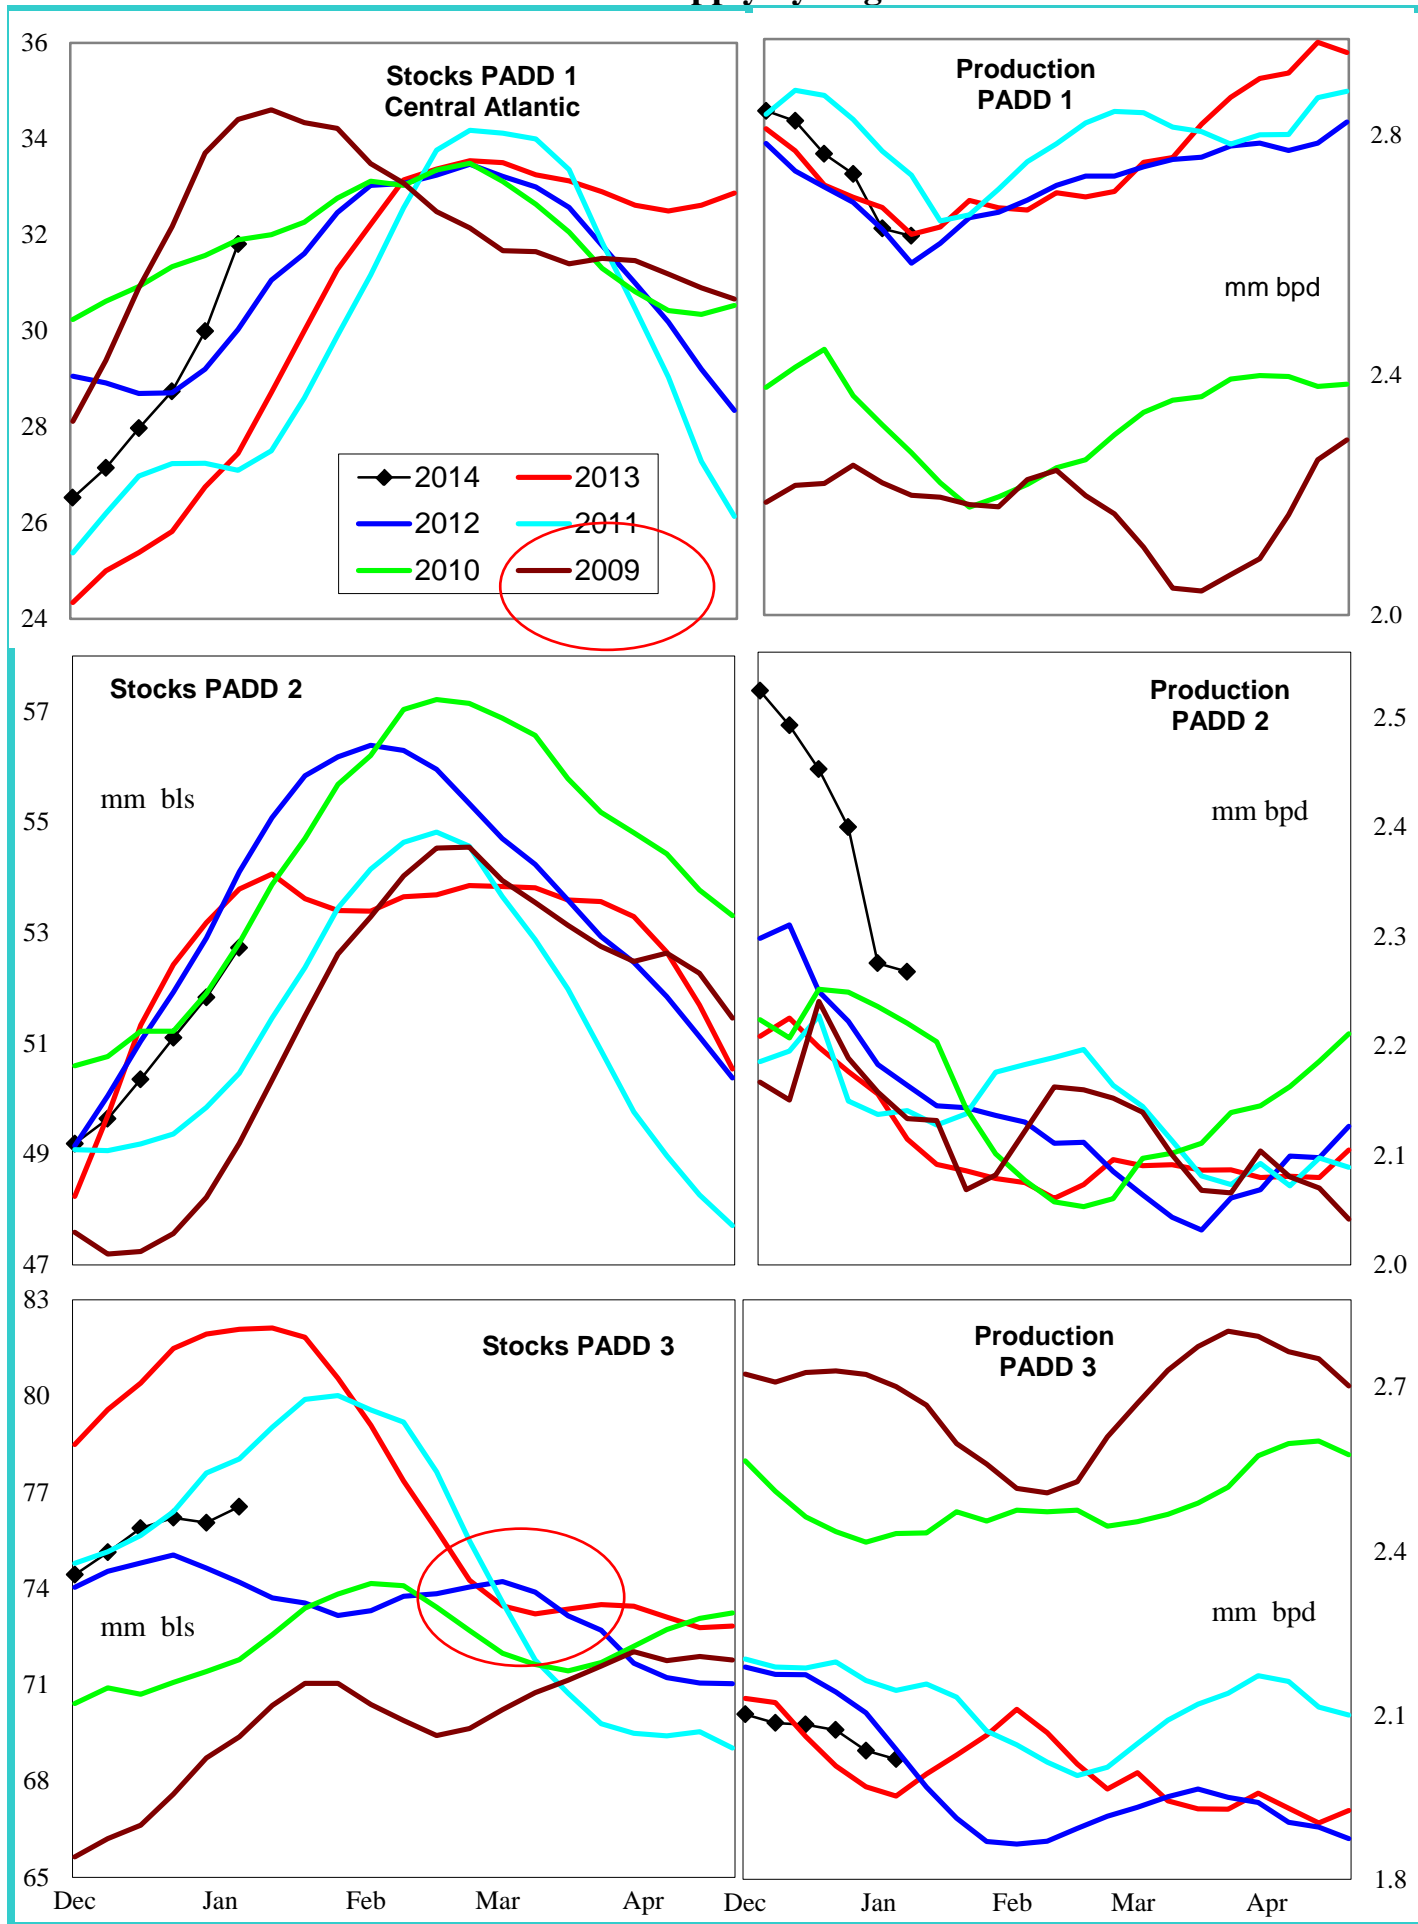 36
34
32
30
28
26
24
Stocks PADD 1
Central Atlantic
2014
2013
2012
2011
2010
2009
Production
PADD 1
mm bpd
2.8
2.4
2.0
57
55
53
51
49
47
Stocks PADD 2
mm bls
Production
PADD 2
mm bpd
2.5
2.4
2.3
2.2
2.1
2.0
83
80
77
74
71
68
65
Stocks PADD 3
mm bls
Dec Jan Feb Mar Apr
Production
PADD 3
mm bpd
2.7
2.4
2.1
1.8
Dec Jan Feb Mar Apr